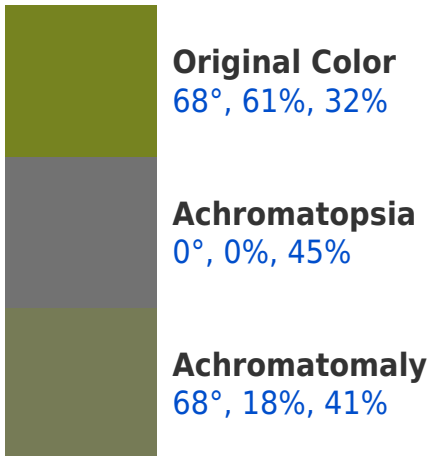 Original Color
68°, 61%, 32%
Achromatopsia
0°, 0%, 45%
Achromatomaly
68°, 18%, 41%